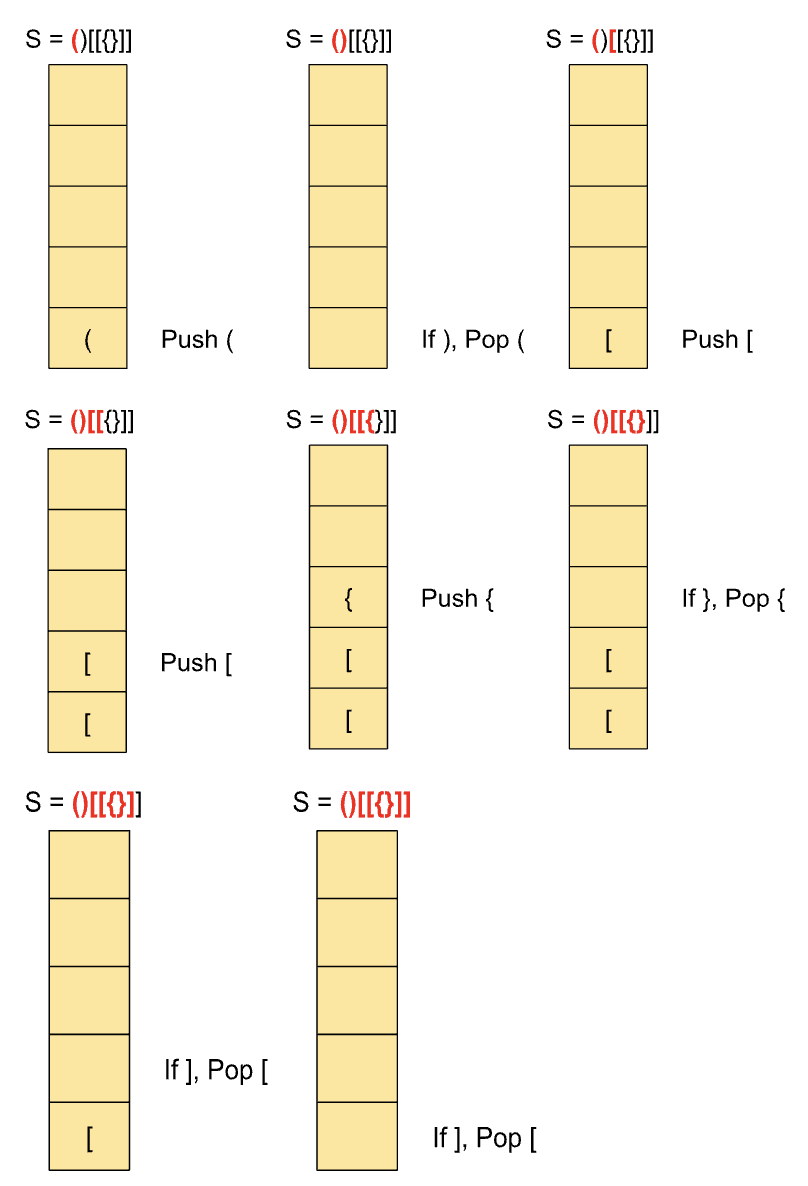 S = ()[[{}]]
S = ()[[{}]]
S = ()[[{}]]
( Push (
If ), Pop (
[ Push [
S = ()[[{}]]
S = ()[[{}]]
S = ()[[{}]]
[ Push [
[
{ Push {
[
[
If }, Pop {
[
[
S = ()[[{}]]
S = ()[[{}]]
If ], Pop [
[
If ], Pop [